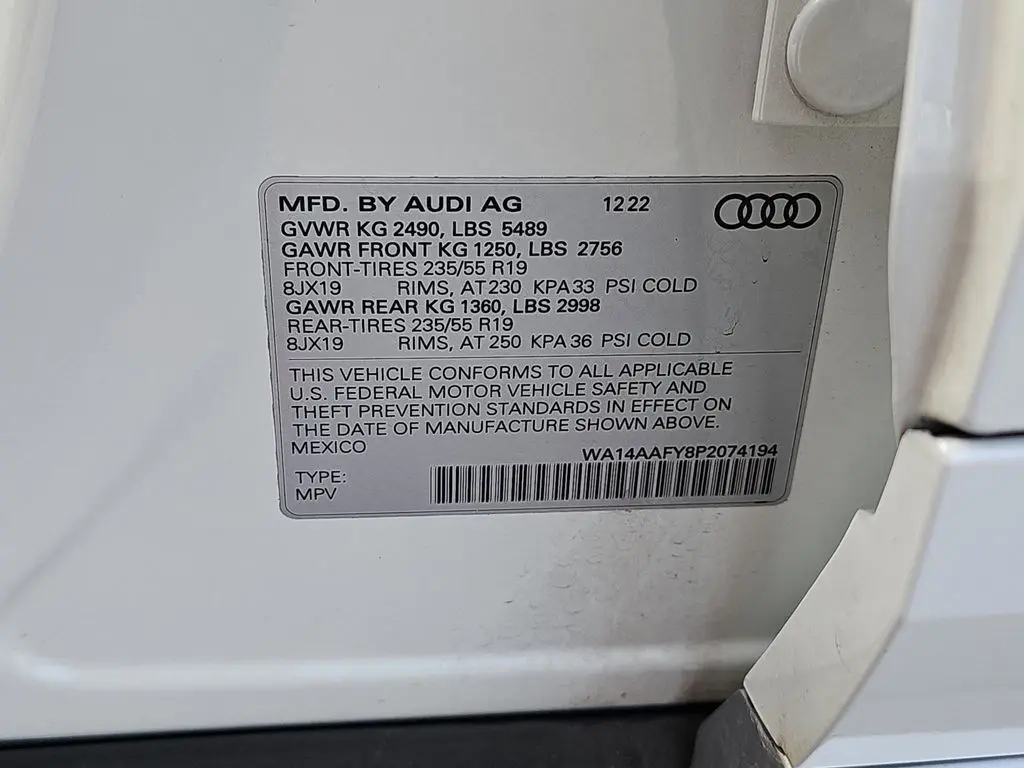 MFD. BY AUDI AG 12 22
GVWR KG 2490, LBS 5489
GAWR FRONT KG 1250, LBS 2756
FRONT-TIRES 235/55 R19
8JX19 RIMS, AT 230 KPA 33 PSI COLD
GAWR REAR KG 1360, LBS 2998
REAR-TIRES 235/55 R19
8JX19 RIMS, AT 250 KPA 36 PSI COLD
THIS VEHICLE CONFORMS TO ALL APPLICABLE
U.S. FEDERAL MOTOR VEHICLE SAFETY AND
THEFT PREVENTION STANDARDS IN EFFECT ON
THE DATE OF MANUFACTURE SHOWN ABOVE.
MEXICO
WA14AAFY8P2074194
TYPE:
MPV